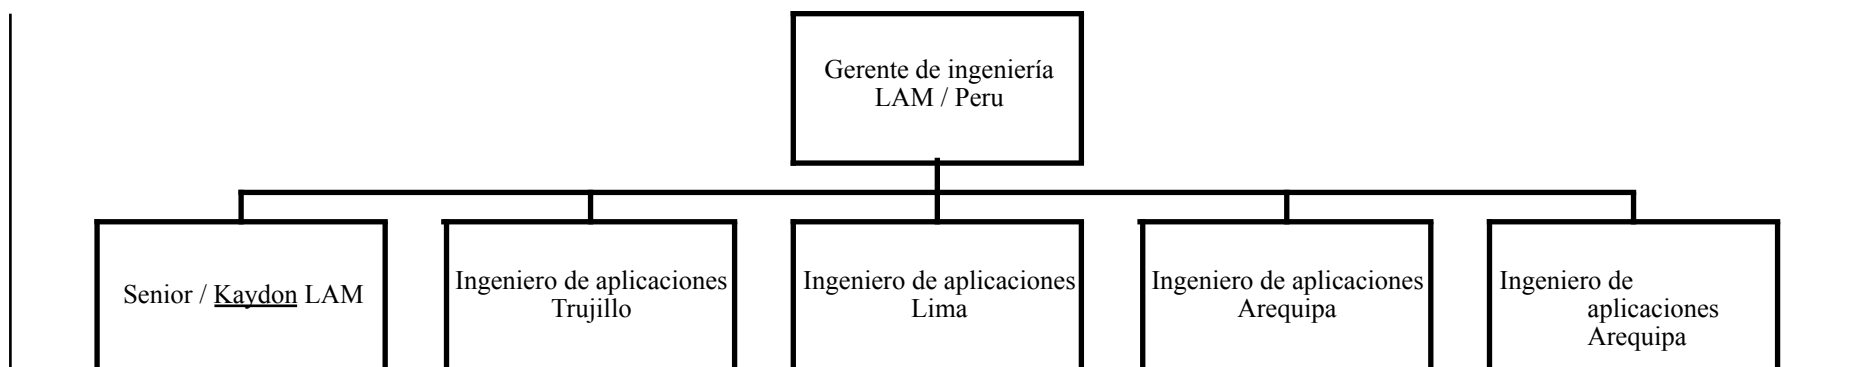 Gerente de ingeniería
LAM / Peru
Senior / Kaydon LAM
Ingeniero de aplicaciones
Trujillo
Ingeniero de aplicaciones
Lima
Ingeniero de aplicaciones
Arequipa
Ingeniero de
aplicaciones
Arequipa